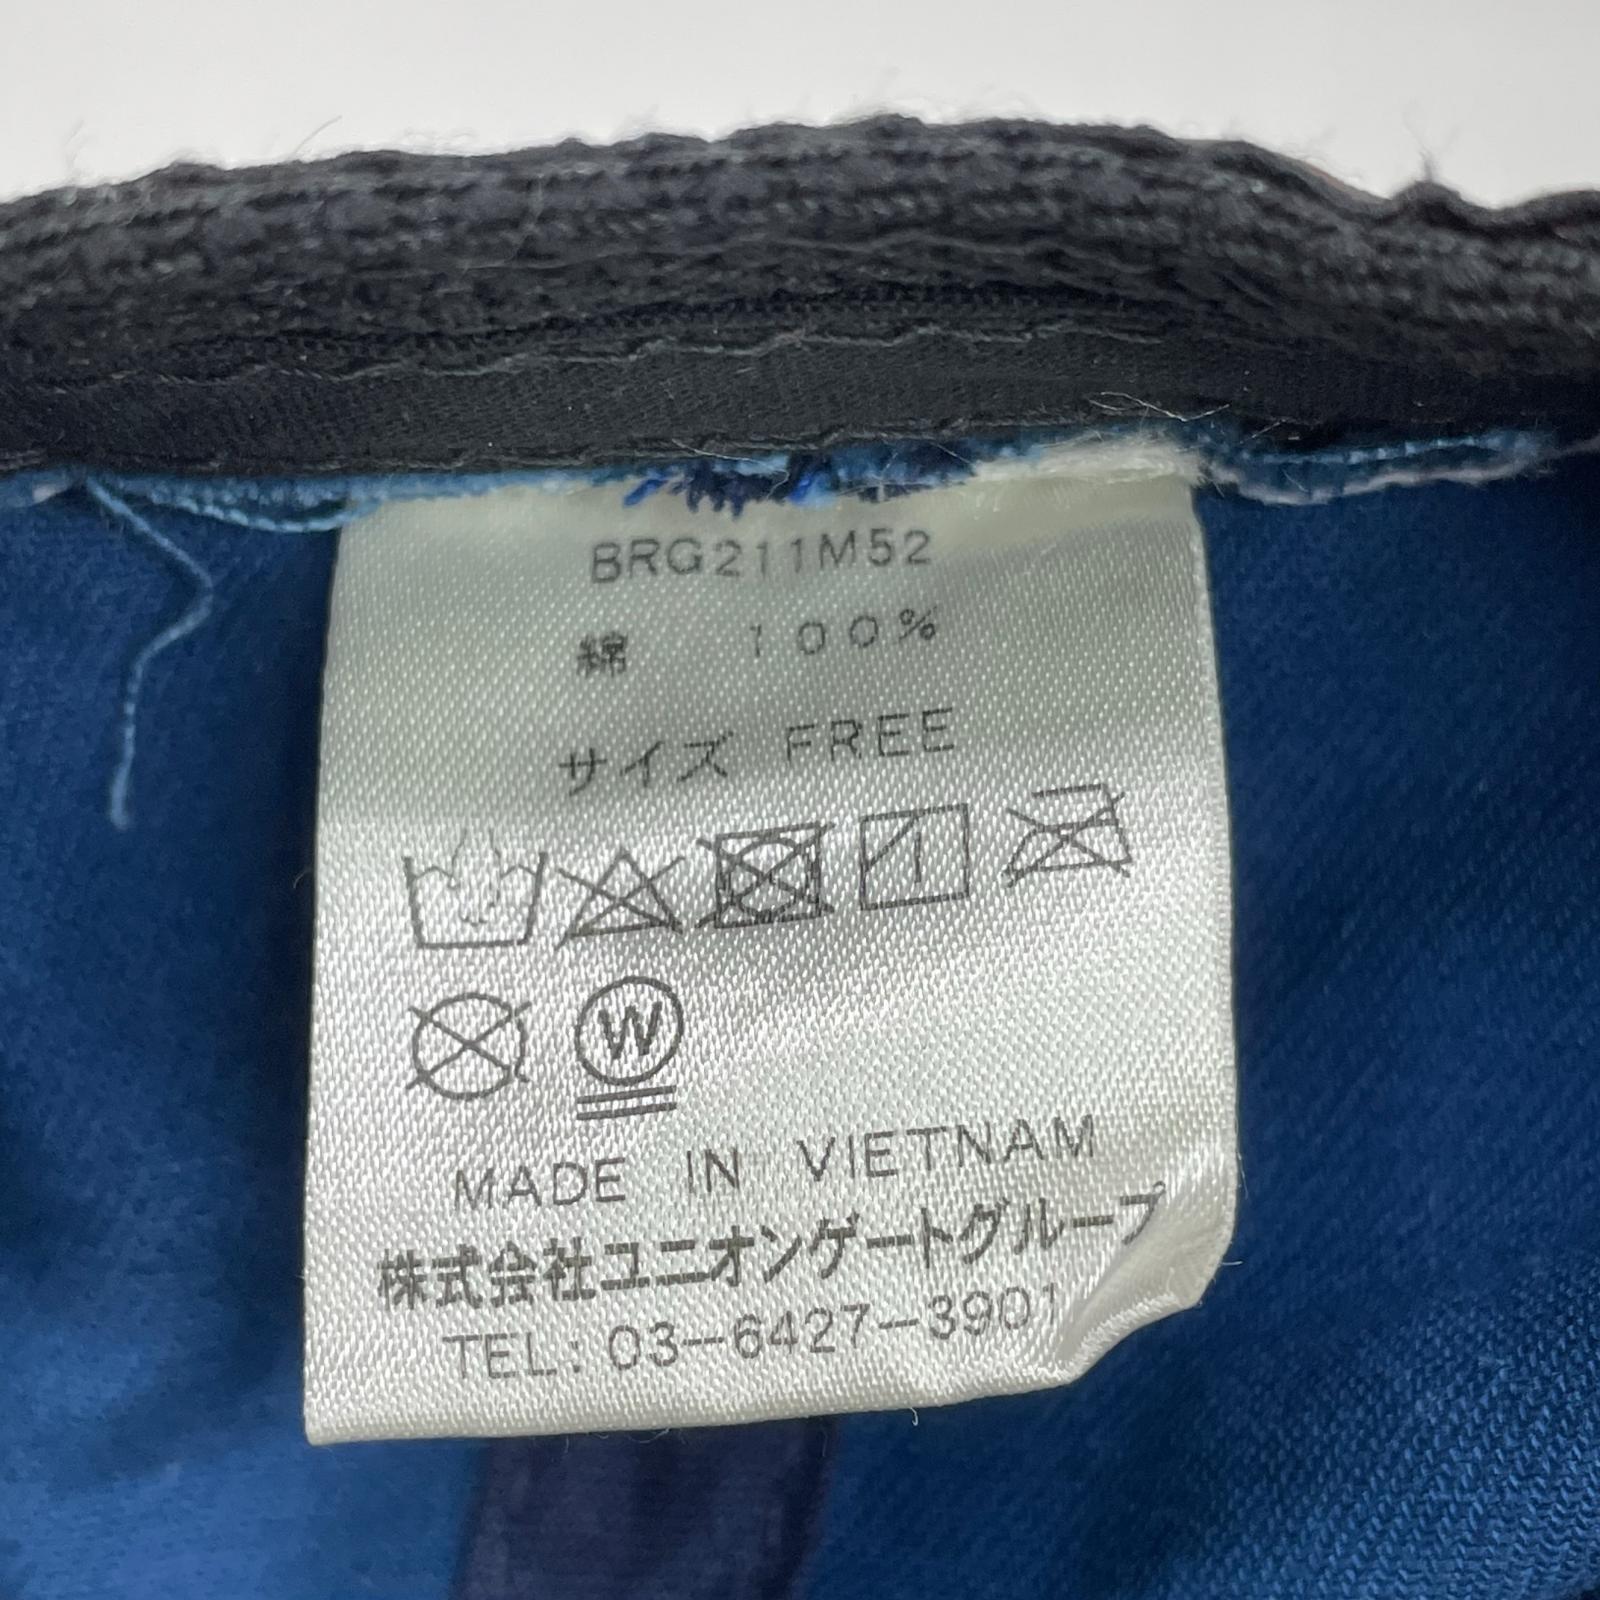 BRG211M52
綿 100%
サイズ FREE
W
MADE IN VIETNAM
株式会社ユニオンゲートグループ
TEL:03-6427-3901